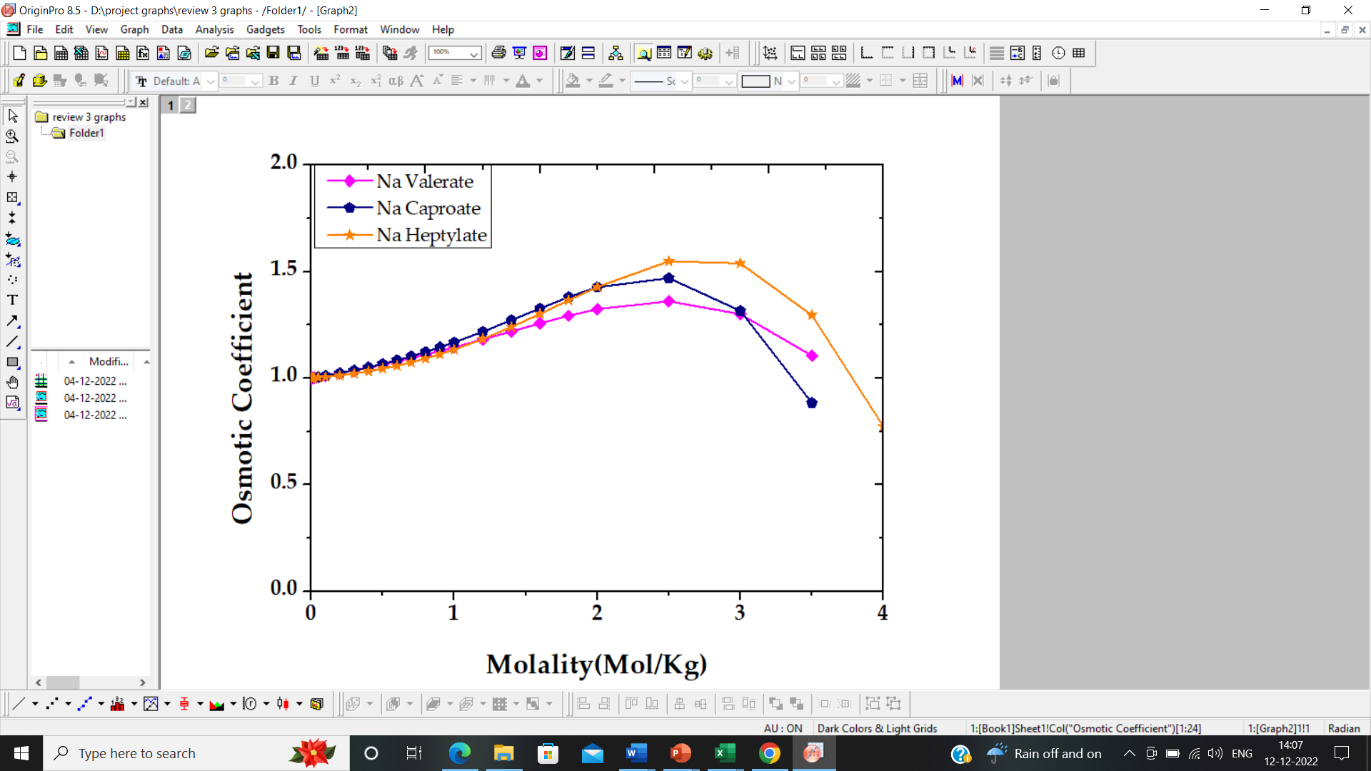 OriginPro 8.5 - D:\project graphs\review 3 graphs - /Folder1/ - [Graph2]
File Edit View Graph Data Analysis Gadgets Tools Format Window Help
100%
Default: A 0 B I U
0 N 0
review 3 graphs
Folder1
1 2
Modifi...
04-12-2022 ...
04-12-2022 ...
04-12-2022 ...
Na Valerate
Na Caproate
Na Heptylate
2.0
1.5
1.0
0.5
0.0
Osmotic Coefficient
0 1 2 3 4
Molality(Mol/Kg)
AU : ON Dark Colors & Light Grids 1:[Book1]Sheet1!Col("Osmotic Coefficient")[1:24] 1:[Graph2]1!1 Radian
Type here to search
Rain off and on
ENG
14:07
12-12-2022